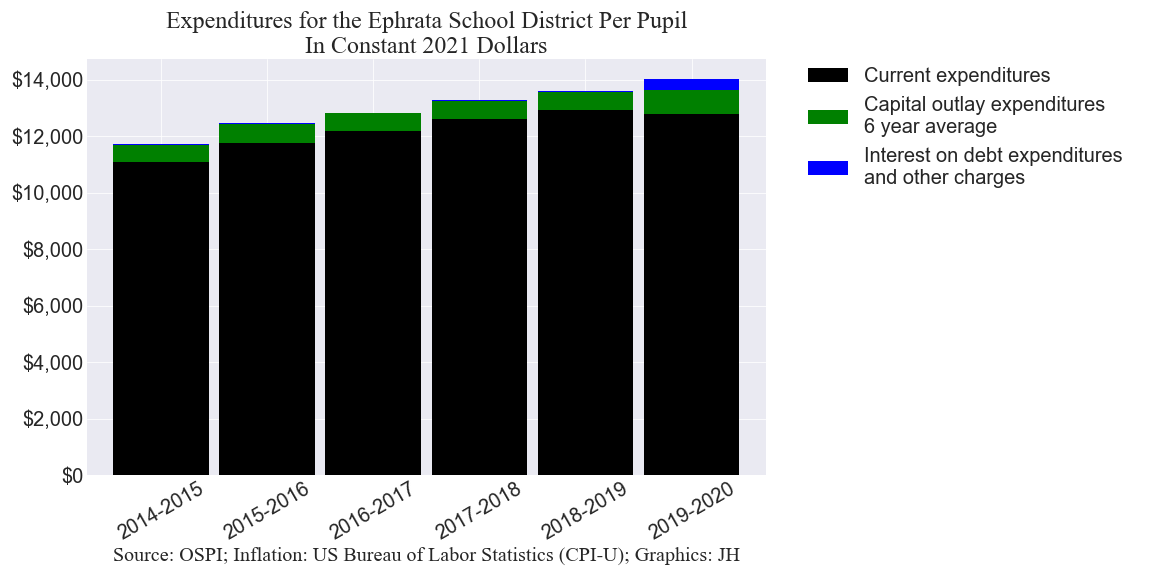 Expenditures for the Ephrata School District Per Pupil
In Constant 2021 Dollars
$14,000
$12,000
$10,000
$8,000
$6,000
$4,000
$2,000
$0
2014-2015
2015-2016
2016-2017
2017-2018
2018-2019
2019-2020
Current expenditures
Capital outlay expenditures
6 year average
Interest on debt expenditures
and other charges
Source: OSPI; Inflation: US Bureau of Labor Statistics (CPI-U); Graphics: JH